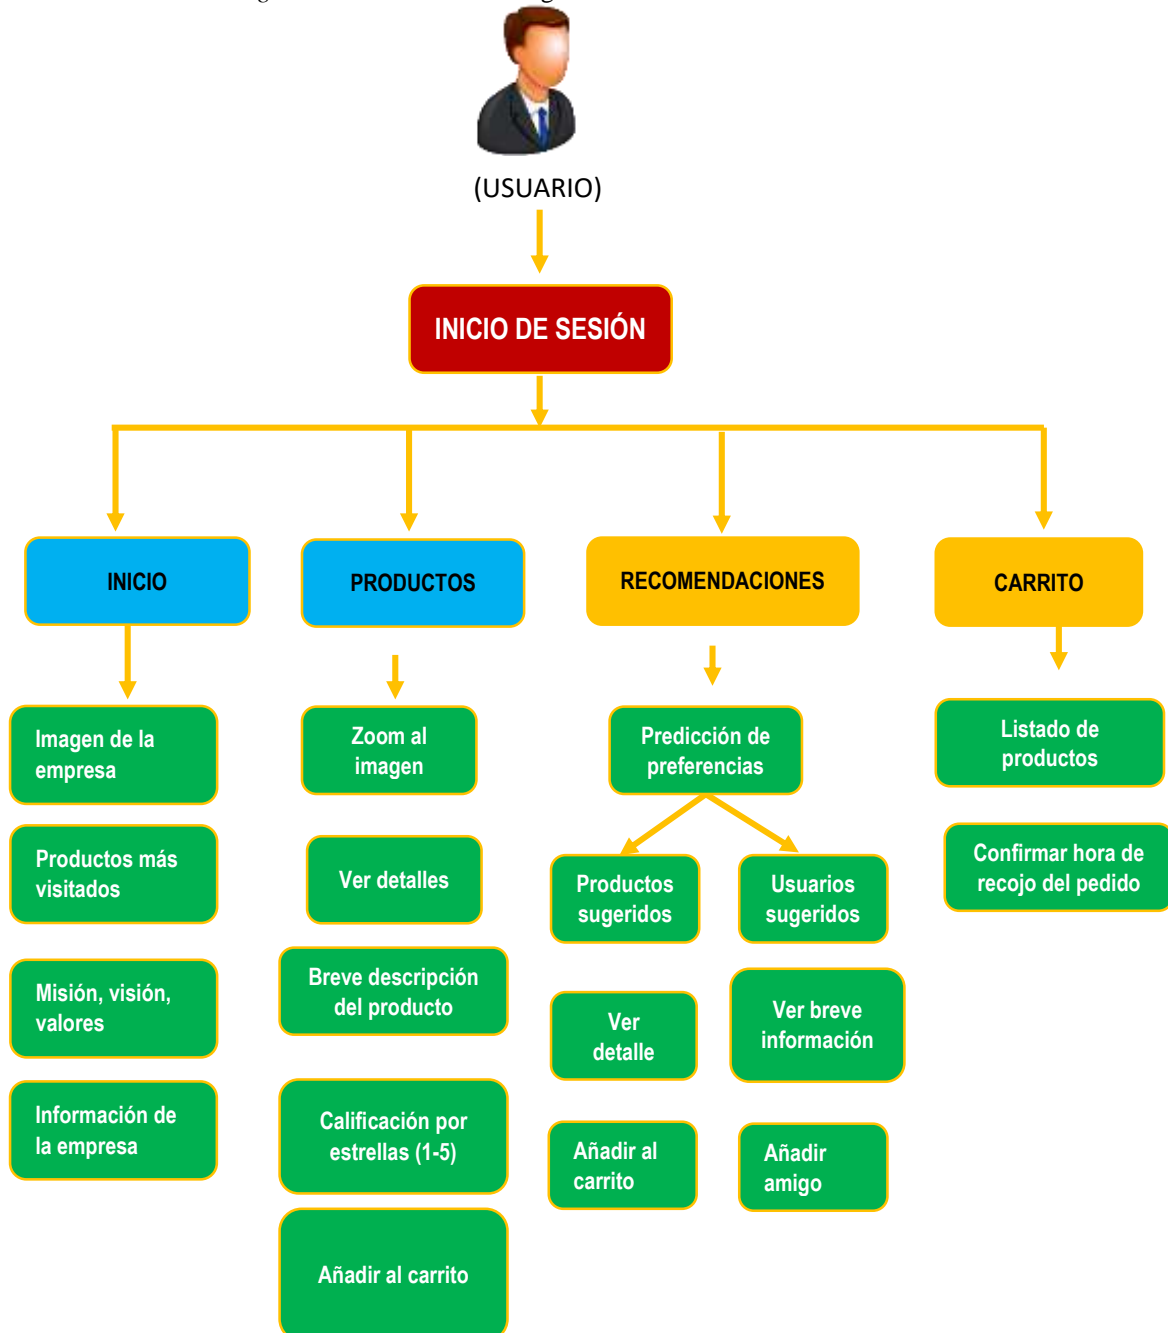 (USUARIO)
INICIO DE SESIÓN
INICIO
PRODUCTOS
RECOMENDACIONES
CARRITO
Imagen de la
empresa
Productos más
visitados
Misión, visión,
valores
Información de
la empresa
Zoom al
imagen
Ver detalles
Breve descripción
del producto
Calificación por
estrellas (1-5)
Añadir al carrito
Predicción de
preferencias
Productos
sugeridos
Ver
detalle
Añadir al
carrito
Usuarios
sugeridos
Ver breve
información
Añadir
amigo
Listado de
productos
Confirmar hora de
recojo del pedido